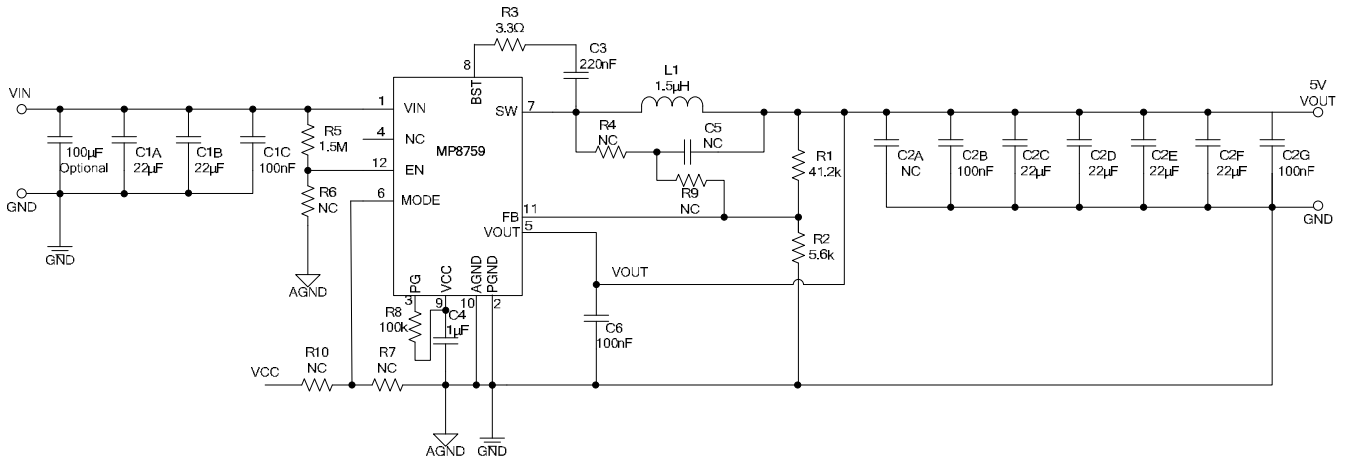 R3
3.3Ω
C3
220nF
8
BST
L1
1.5µH
5V
VOUT
VIN
1
VIN
SW
7
4
NC
R5
1.5M
MP8759
R4
NC
C5
NC
R1
41.2k
100µF
Optional
C1A
22µF
C1B
22µF
C1C
100nF
12
EN
C2A
NC
C2B
100nF
C2C
22µF
C2D
22µF
C2E
22µF
C2F
22µF
C2G
100nF
R6
NC
6
MODE
R9
NC
GND
FB
11
VOUT
5
GND
R2
5.6k
GND
AGND
PG
VCC
AGND
PGND
3
9
10
2
VOUT
R8
100k
C4
1µF
C6
100nF
R10
NC
R7
NC
VCC
AGND
GND